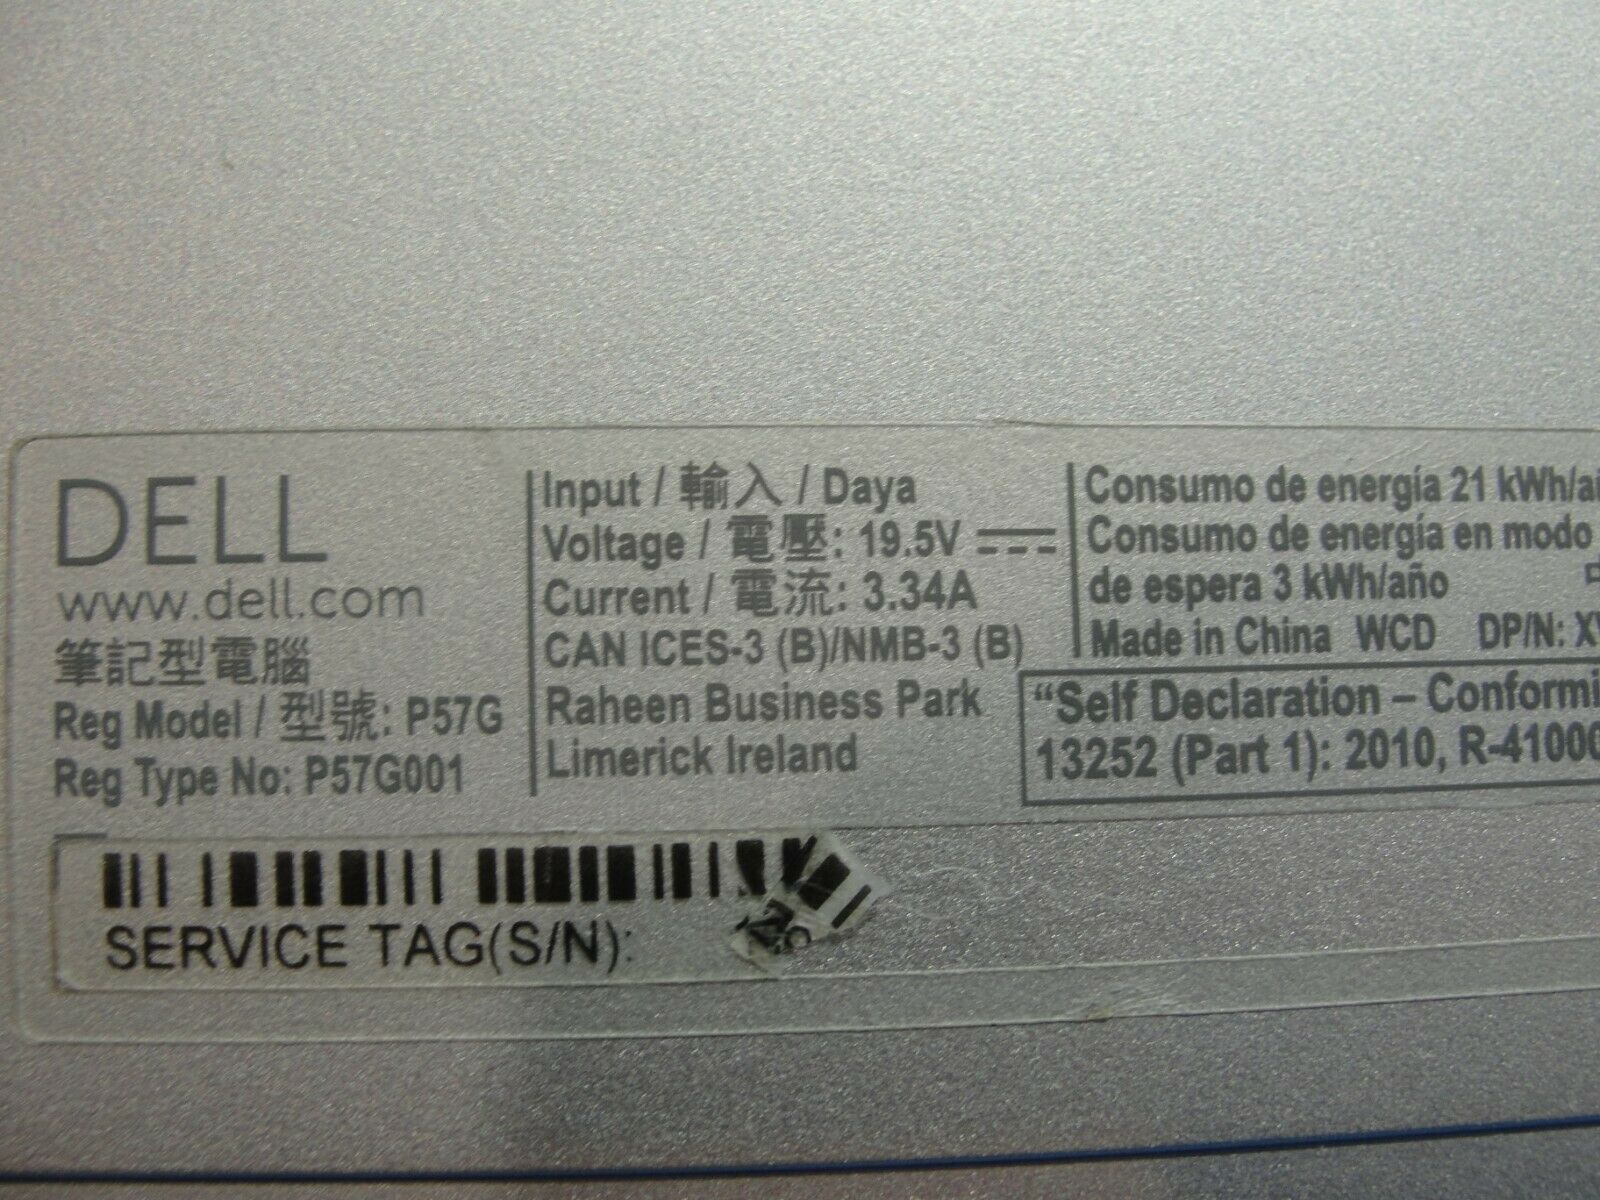 DELL
www.dell.com
筆記型電腦
Reg Model / 型號: P57G
Reg Type No: P57G001
Input / 輸入 / Daya
Voltage / 電壓: 19.5V
Current / 電流: 3.34A
CAN ICES-3 (B)/NMB-3 (B)
Raheen Business Park
Limerick Ireland
Consumo de energía 21 kWh/
Consumo de energía en modo
de espera 3 kWh/año
Made in China WCD DP/N:
“Self Declaration – Conformi
13252 (Part 1): 2010, R-41000
SERVICE TAG(S/N):